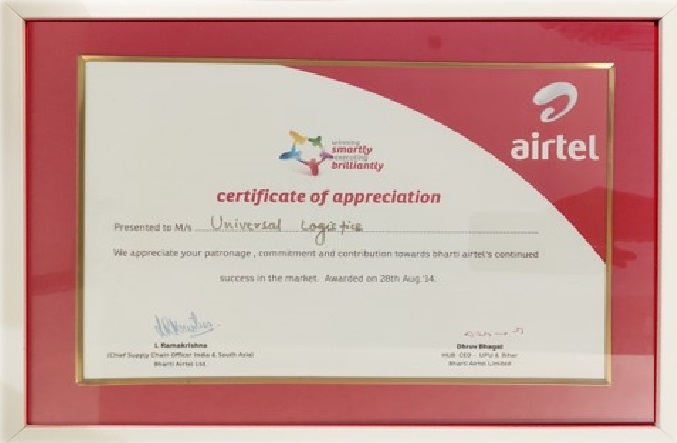 winning
smartly
executing
brilliantly
airtel
certificate of appreciation
Presented to M/s Universal Logistics
We appreciate your patronage, commitment and contribution towards bharti airtel's continued
success in the market. Awarded on 28th Aug '14.
L Ramakrishna
(Chief Supply Chain Officer India & South Asia)
Bharti Airtel Ltd.
Dhruv Bhagat
HUB CEO - UPU & Bihar
Bharti Airtel Limited